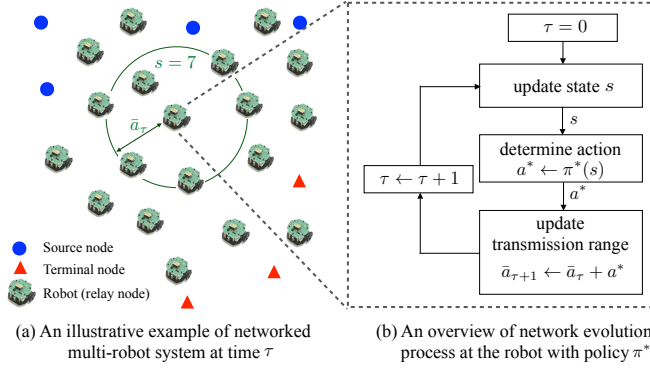 s = 7
ā_τ
Source node
Terminal node
Robot (relay node)
(a) An illustrative example of networked
multi-robot system at time τ
τ = 0
update state s
s
determine action
a* ← π*(s)
a*
τ ← τ + 1
update
transmission range
ā_{τ+1} ← ā_τ + a*
(b) An overview of network evolution
process at the robot with policy π*